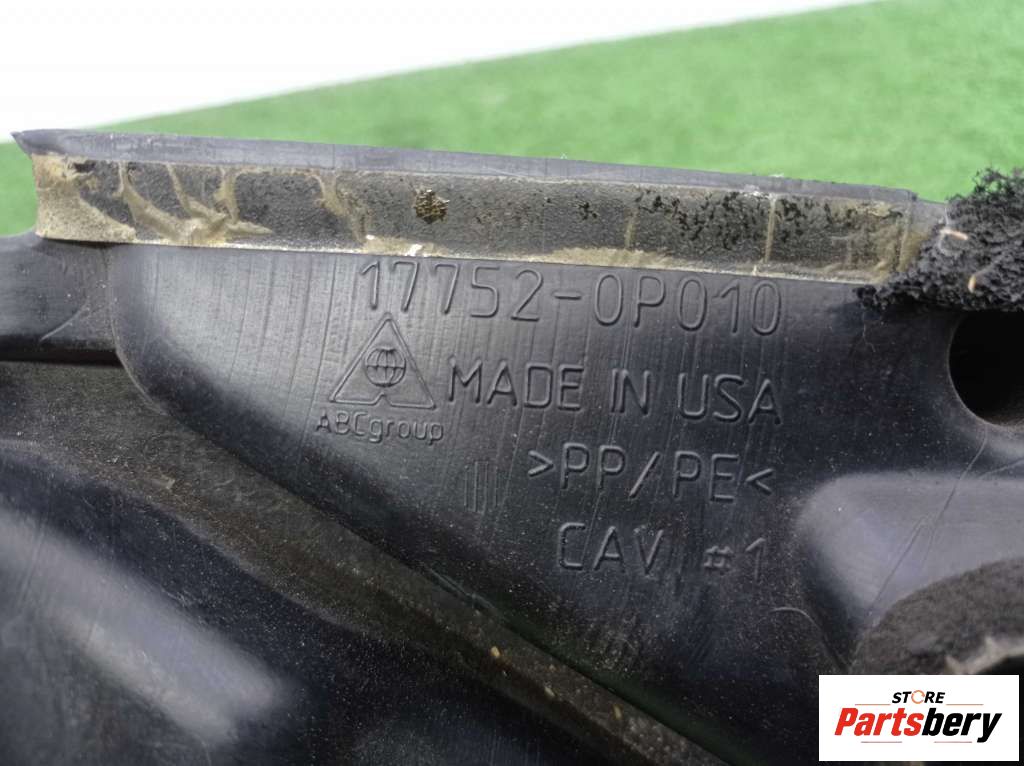 17752-0P010
MADE IN USA
ABCgroup
>PP/PE<
CAV #1
STORE
Partsbery